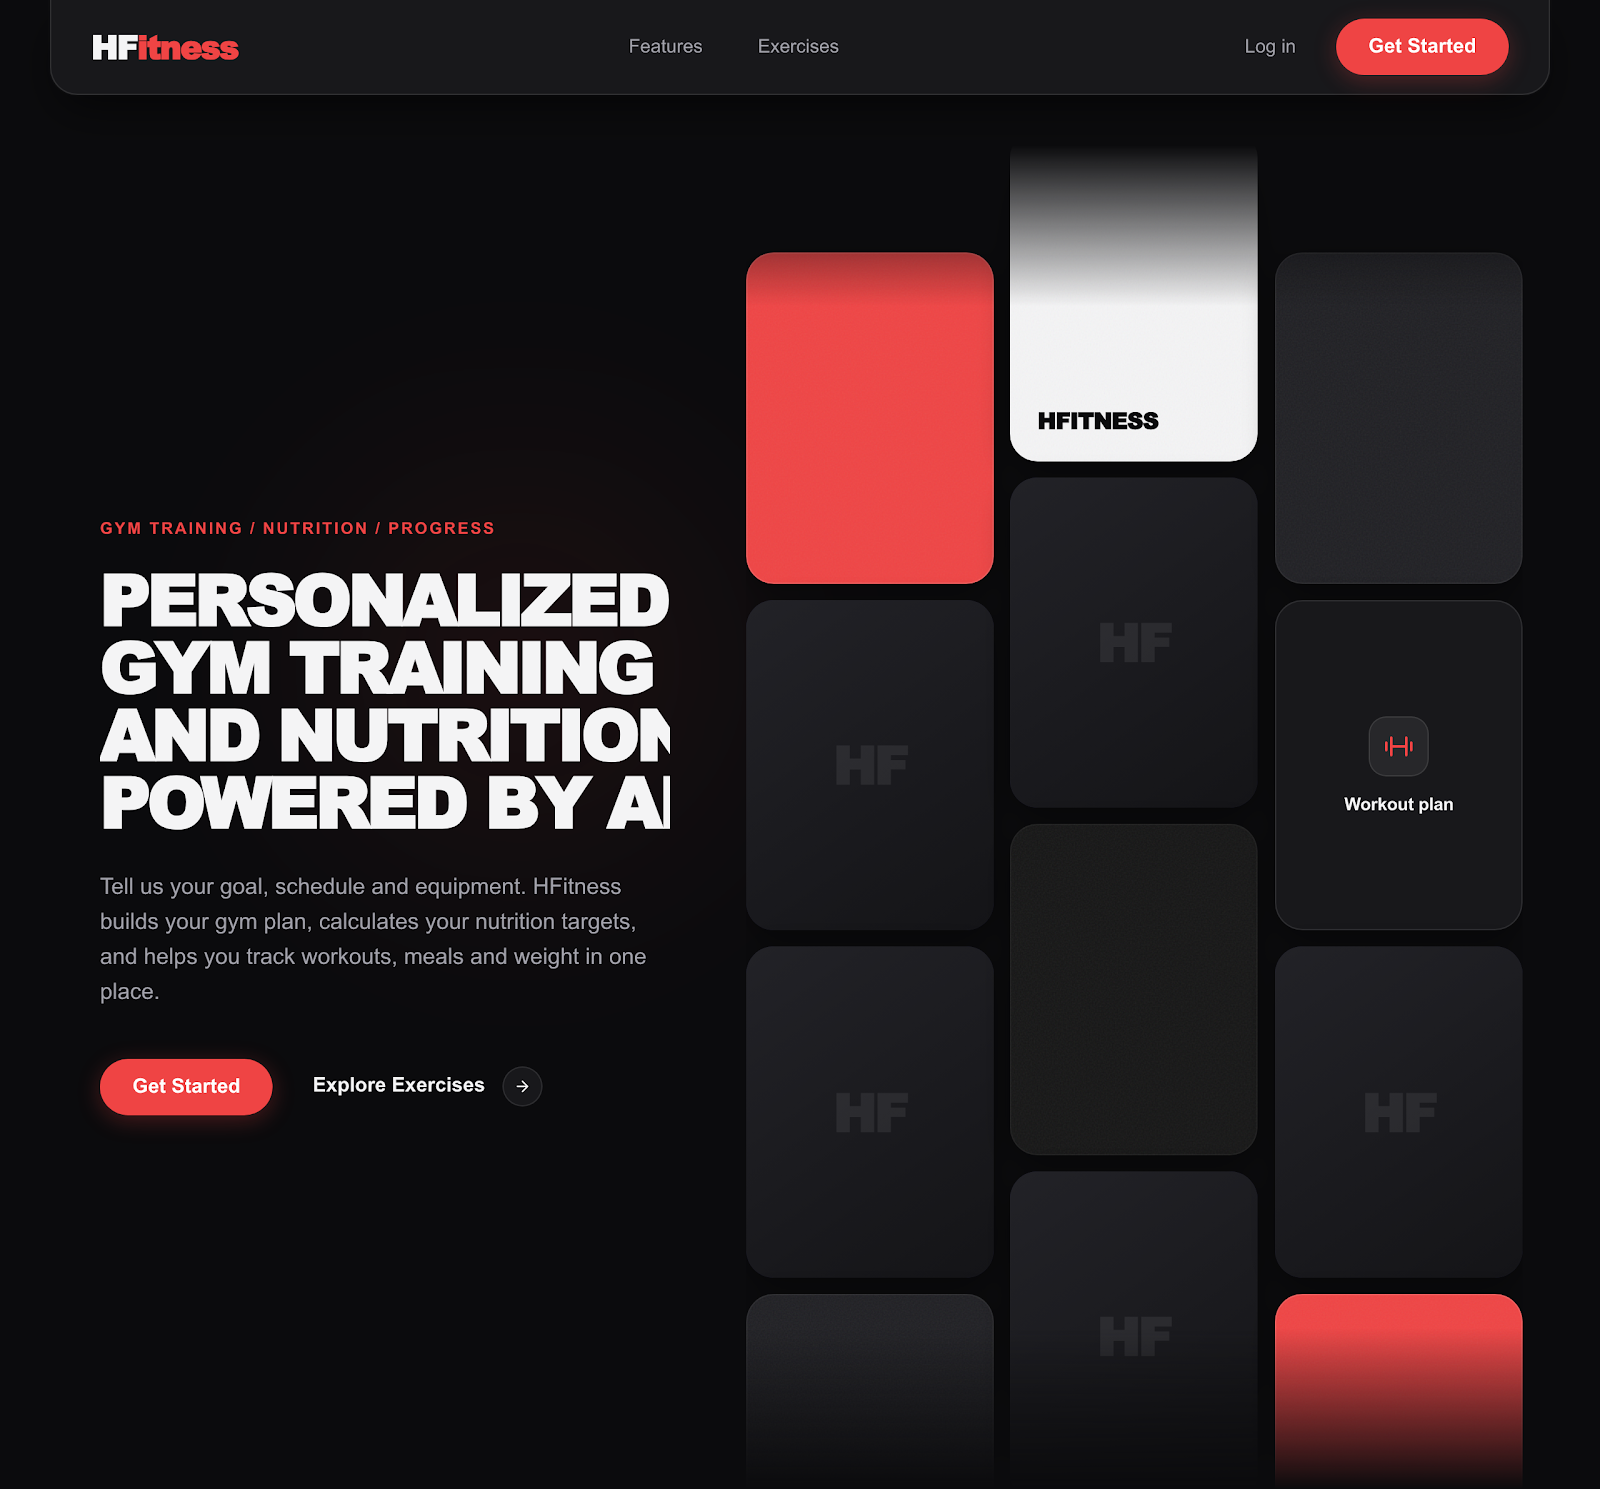 HFitness
Features
Exercises
Log in
Get Started
GYM TRAINING / NUTRITION / PROGRESS
PERSONALIZED
GYM TRAINING
AND NUTRITION
POWERED BY AI
Tell us your goal, schedule and equipment. HFitness
builds your gym plan, calculates your nutrition targets,
and helps you track workouts, meals and weight in one
place.
Get Started
Explore Exercises
HFITNESS
HF
HF
Workout plan
HF
HF
HF